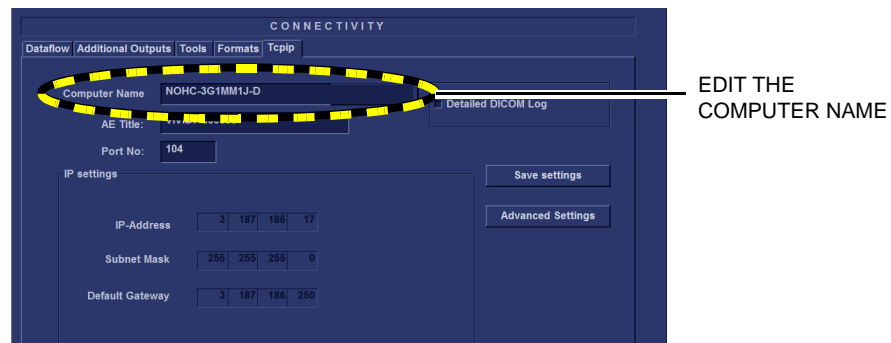 CONNECTIVITY
Dataflow Additional Outputs Tools Formats Tcpip
Computer Name NOHC-3G1MM1J-D
Detailed DICOM Log
AE Title:
Port No: 104
IP settings
Save settings
IP-Address 3 187 186 17
Advanced Settings
Subnet Mask 255 255 255 0
Default Gateway 3 187 186 250
EDIT THE
COMPUTER NAME